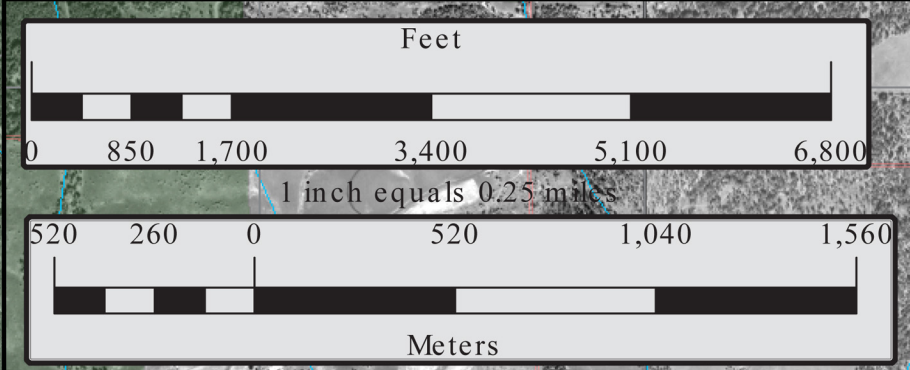 Feet
0 850 1,700 3,400 5,100 6,800
1 inch equals 0.25 miles
520 260 0 520 1,040 1,560
Meters